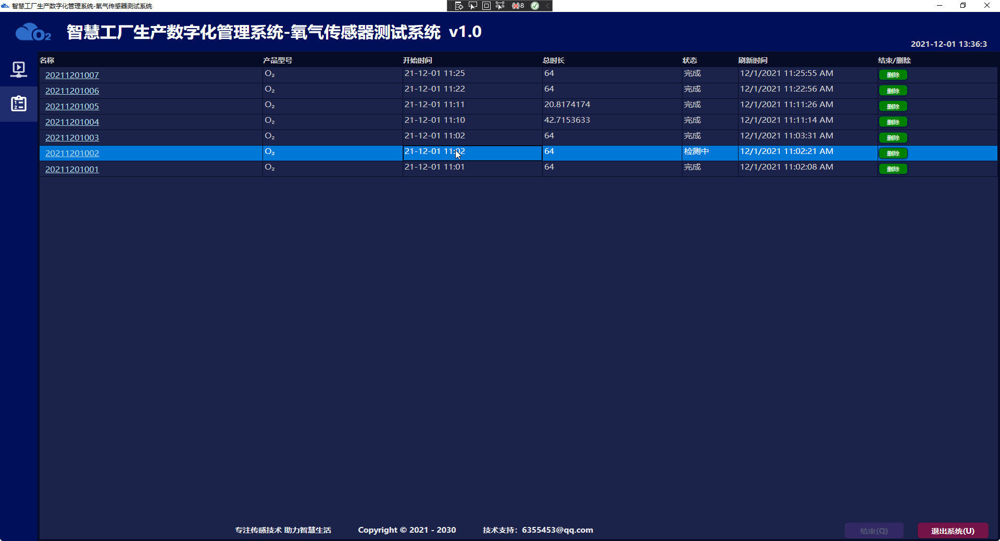 智慧工厂生产数字化管理系统-氧气传感器测试系统
8
O2
智慧工厂生产数字化管理系统-氧气传感器测试系统 v1.0
2021-12-01 13:36:3
名称 产品型号 开始时间 总时长 状态 刷新时间 结束/删除
20211201007 O₂ 21-12-01 11:25 64 完成 12/1/2021 11:25:55 AM 删除
20211201006 O₂ 21-12-01 11:22 64 完成 12/1/2021 11:22:56 AM 删除
20211201005 O₂ 21-12-01 11:11 20.8174174 完成 12/1/2021 11:11:26 AM 删除
20211201004 O₂ 21-12-01 11:10 42.7153633 完成 12/1/2021 11:11:14 AM 删除
20211201003 O₂ 21-12-01 11:02 64 完成 12/1/2021 11:03:31 AM 删除
20211201002 O₂ 21-12-01 11:02 64 检测中 12/1/2021 11:02:21 AM 删除
20211201001 O₂ 21-12-01 11:01 64 完成 12/1/2021 11:02:08 AM 删除
专注传感技术 助力智慧生活 Copyright © 2021 - 2030 技术支持：6355453@qq.com 结束(Q) 退出系统(U)